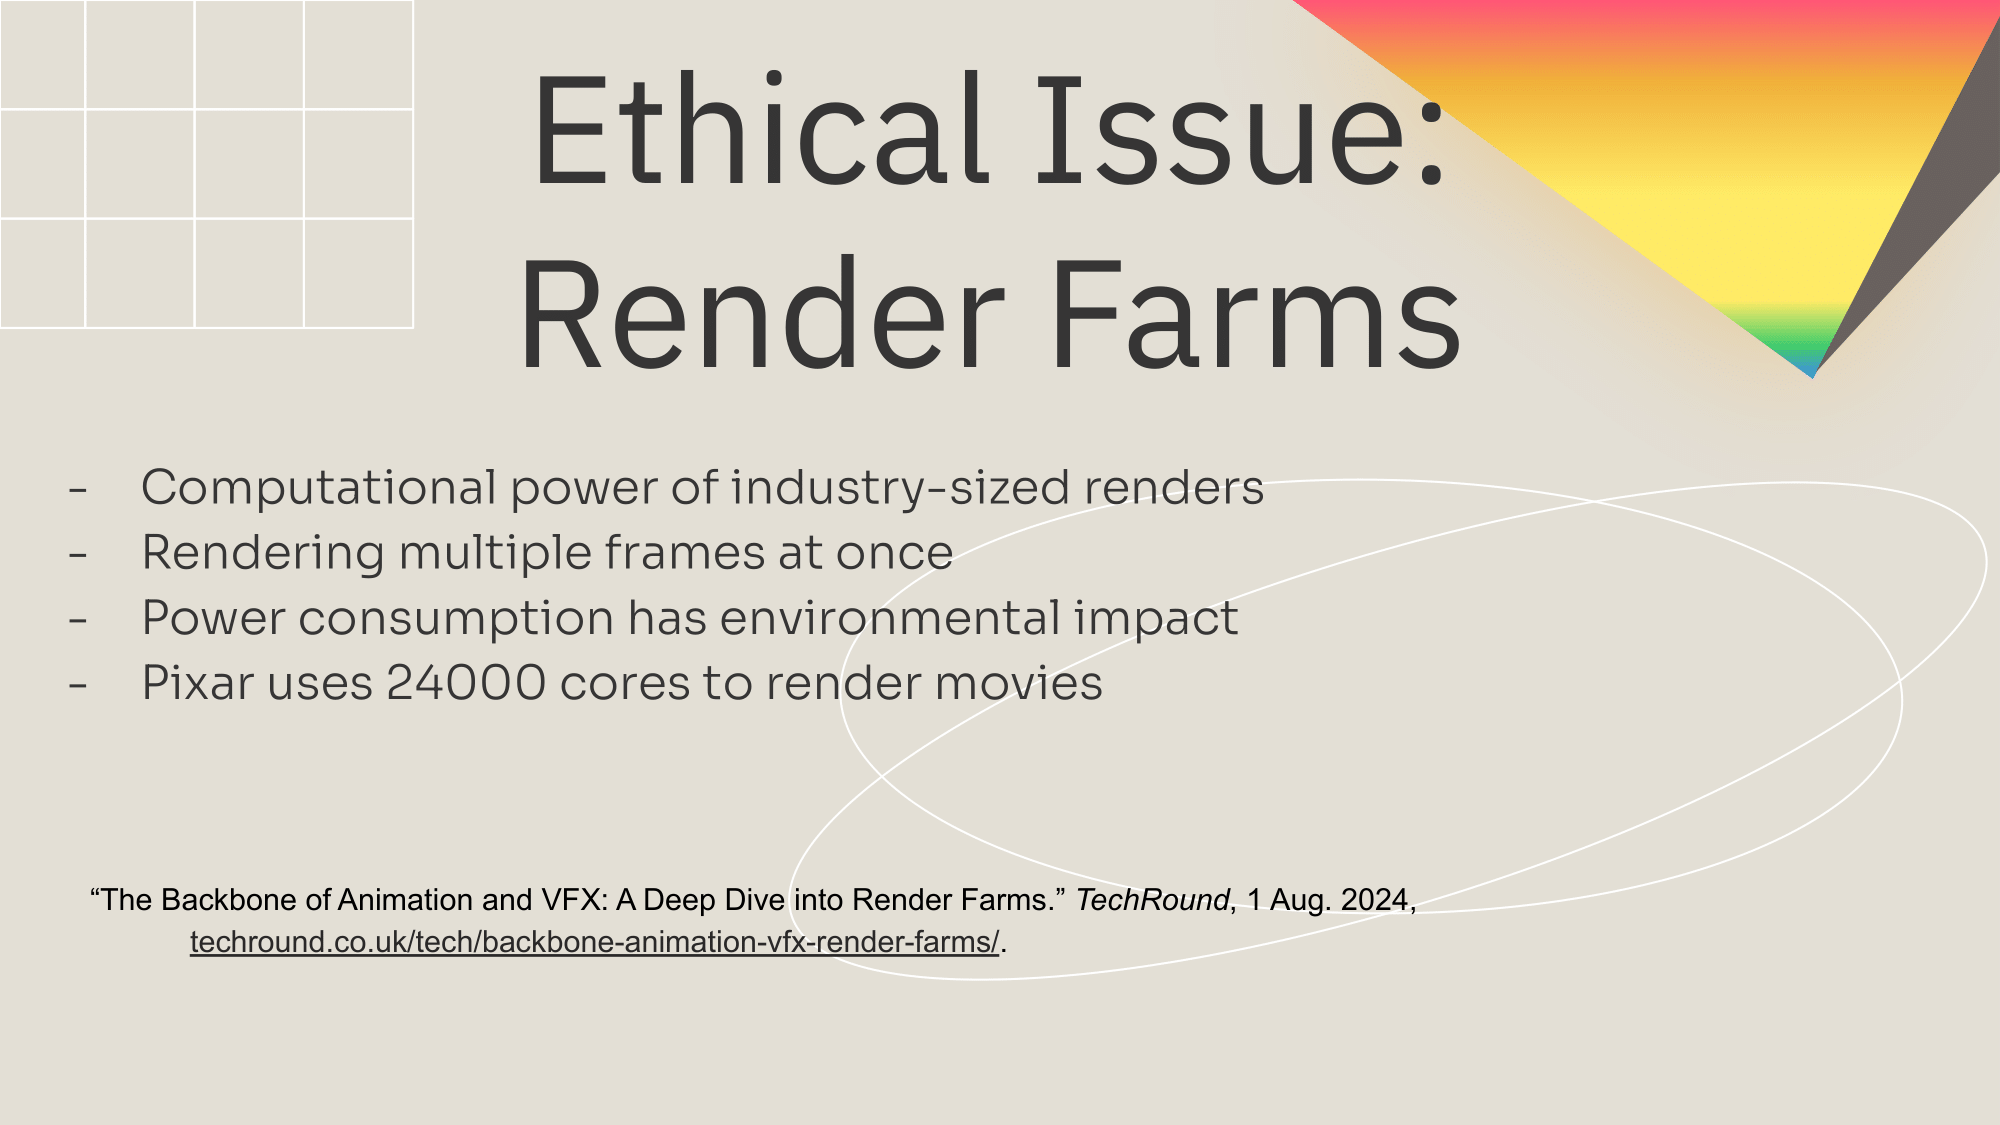 Ethical Issue:
Render Farms
- Computational power of industry-sized renders
- Rendering multiple frames at once
- Power consumption has environmental impact
- Pixar uses 24000 cores to render movies
“The Backbone of Animation and VFX: A Deep Dive into Render Farms.” TechRound, 1 Aug. 2024,
techround.co.uk/tech/backbone-animation-vfx-render-farms/.